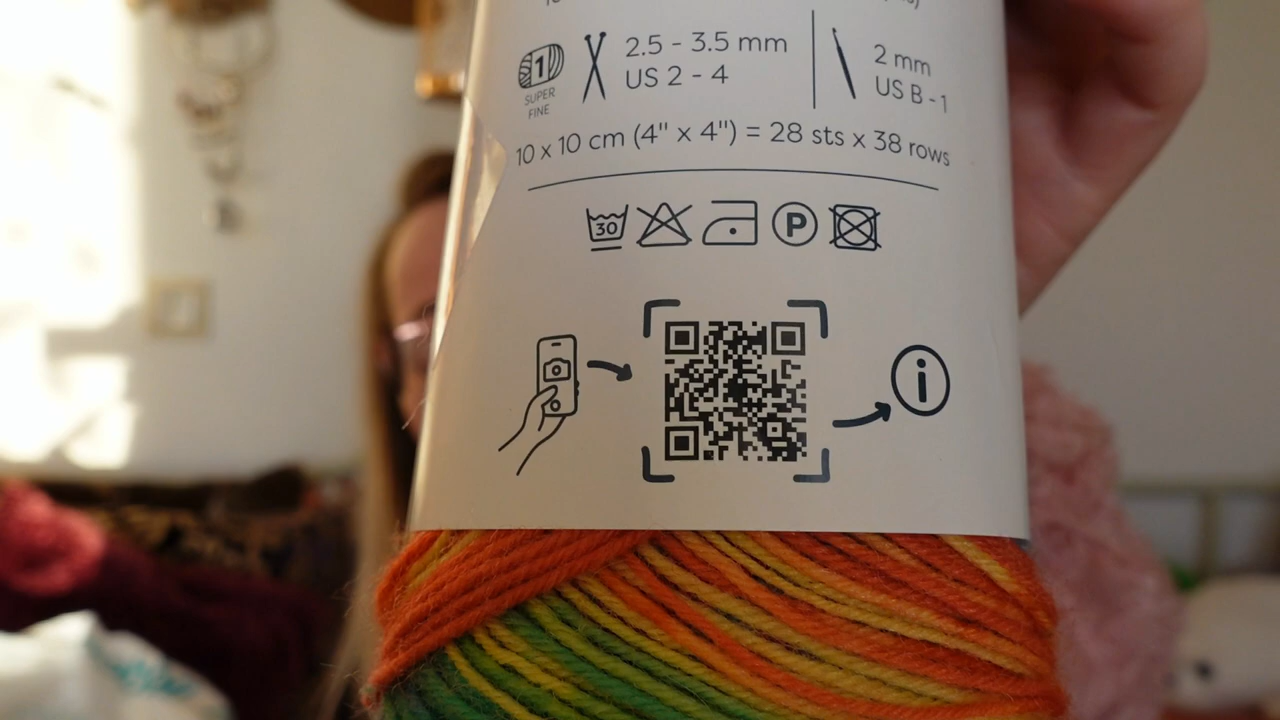 1
SUPER
FINE
2.5 - 3.5 mm
US 2 - 4
2 mm
US B - 1
10 x 10 cm (4" x 4") = 28 sts x 38 rows
30
P
i